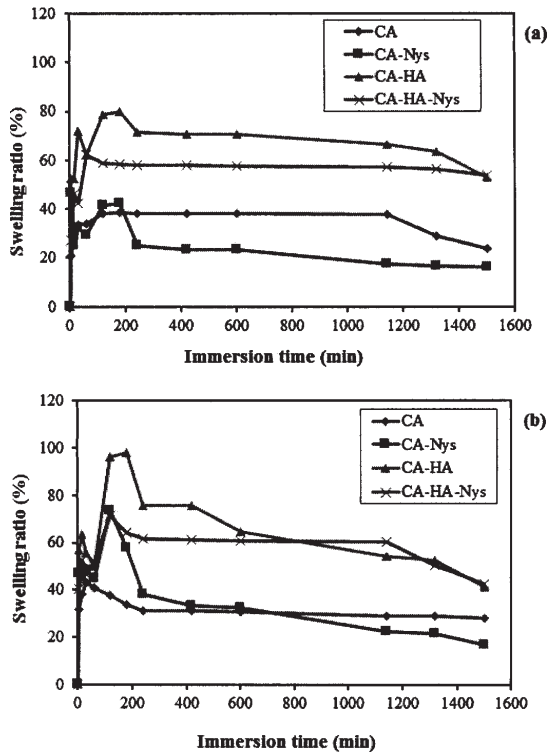 (a)
120
100
80
60
40
20
0
Swelling ratio (%)
CA
CA-Nys
CA-HA
CA-HA-Nys
0 200 400 600 800 1000 1200 1400 1600
Immersion time (min)
(b)
120
100
80
60
40
20
0
Swelling ratio (%)
CA
CA-Nys
CA-HA
CA-HA-Nys
0 200 400 600 800 1000 1200 1400 1600
Immersion time (min)